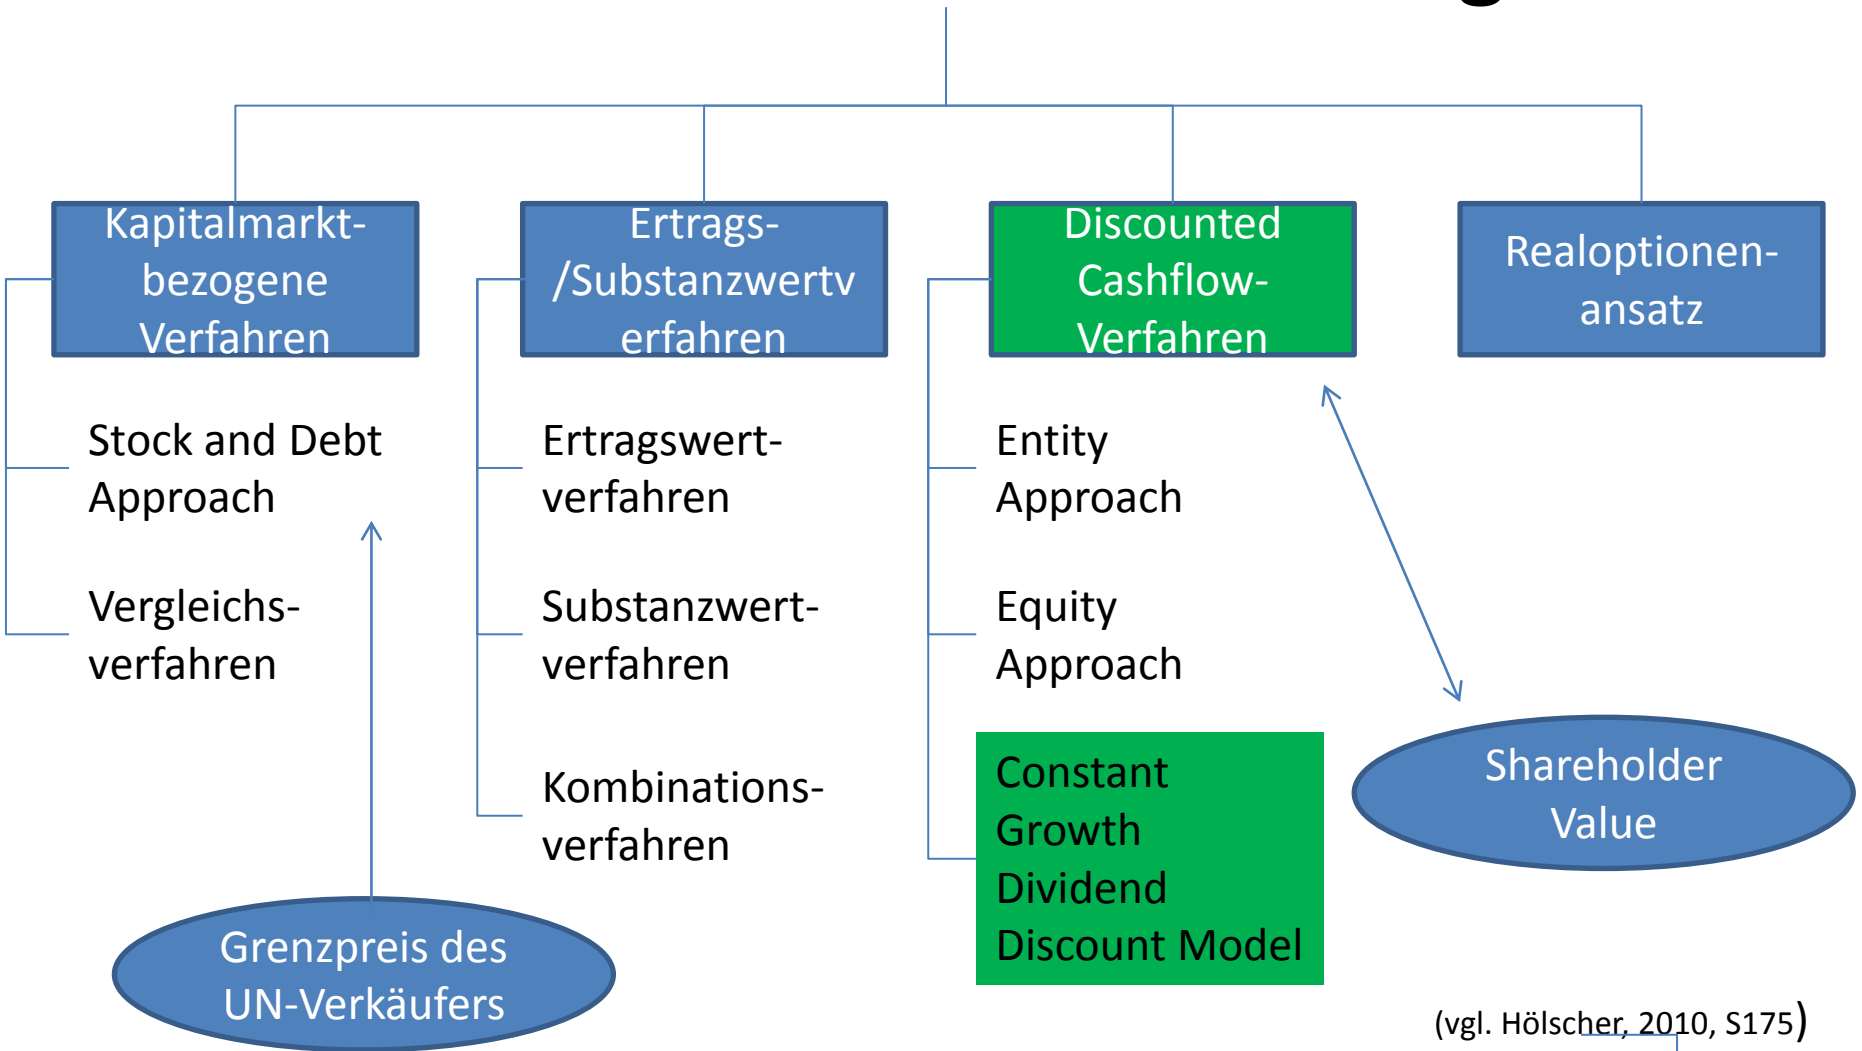 Kapitalmarkt-
bezogene
Verfahren
Stock and Debt
Approach
Vergleichs-
verfahren
Grenzpreis des
UN-Verkäufers
Ertrags-
/Substanzwertv
erfahren
Ertragswert-
verfahren
Substanzwert-
verfahren
Kombinations-
verfahren
Discounted
Cashflow-
Verfahren
Entity
Approach
Equity
Approach
Constant
Growth
Dividend
Discount Model
Realoptionen-
ansatz
Shareholder
Value
(vgl. Hölscher, 2010, S175)